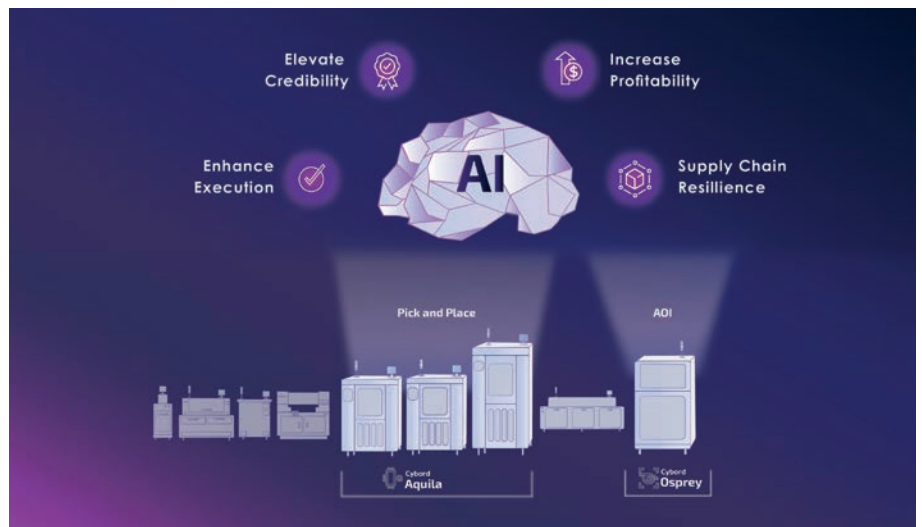 Elevate
Credibility
Increase
Profitability
Enhance
Execution
AI
Supply Chain
Resillience
Pick and Place
AOI
Cybord
Aquila
Cybord
Osprey